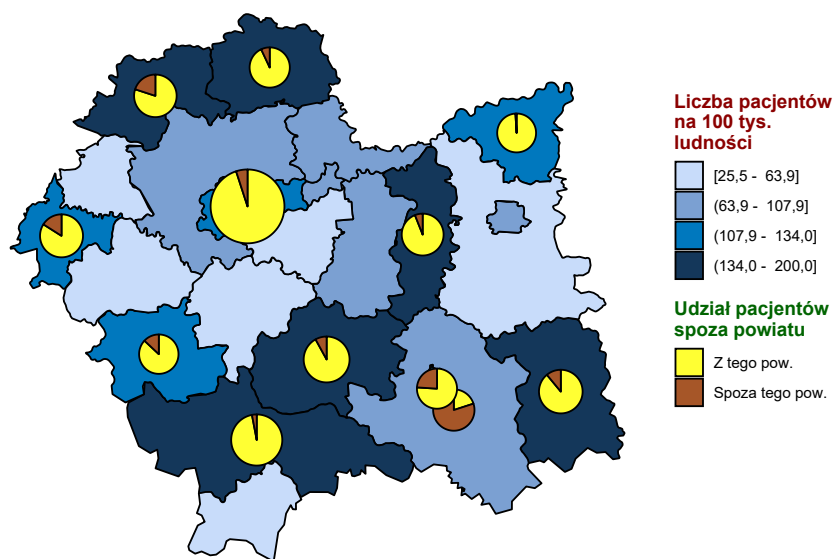 Liczba pacjentów
na 100 tys.
ludności
[25,5 - 63,9]
(63,9 - 107,9]
(107,9 - 134,0]
(134,0 - 200,0]
Udział pacjentów
spoza powiatu
Z tego pow.
Spoza tego pow.